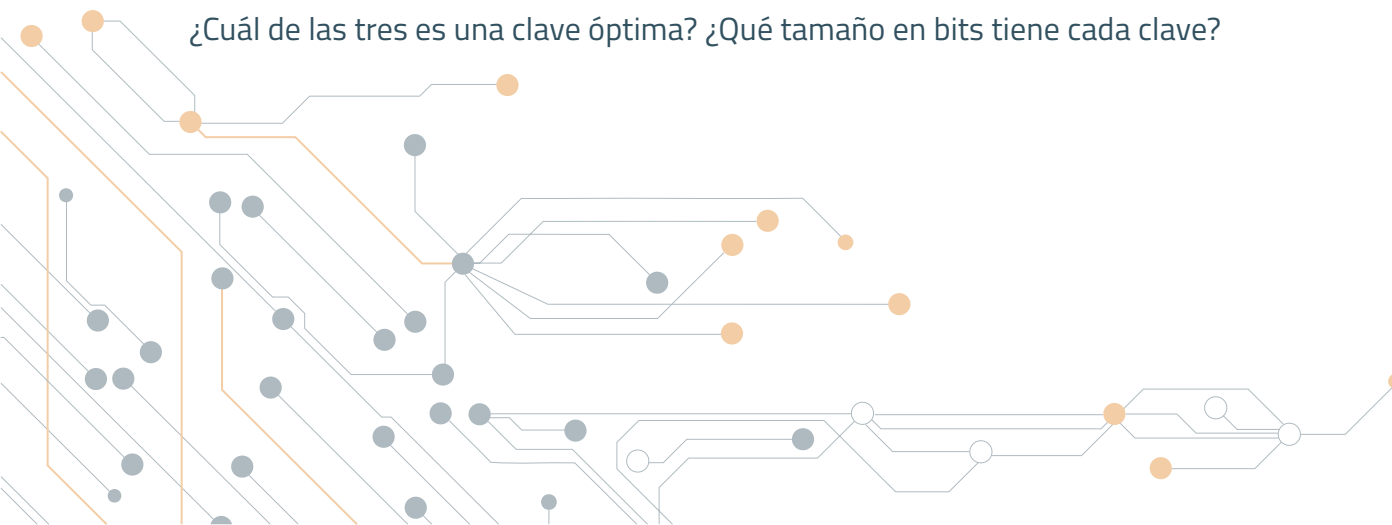 ¿Cuál de las tres es una clave óptima? ¿Qué tamaño en bits tiene cada clave?